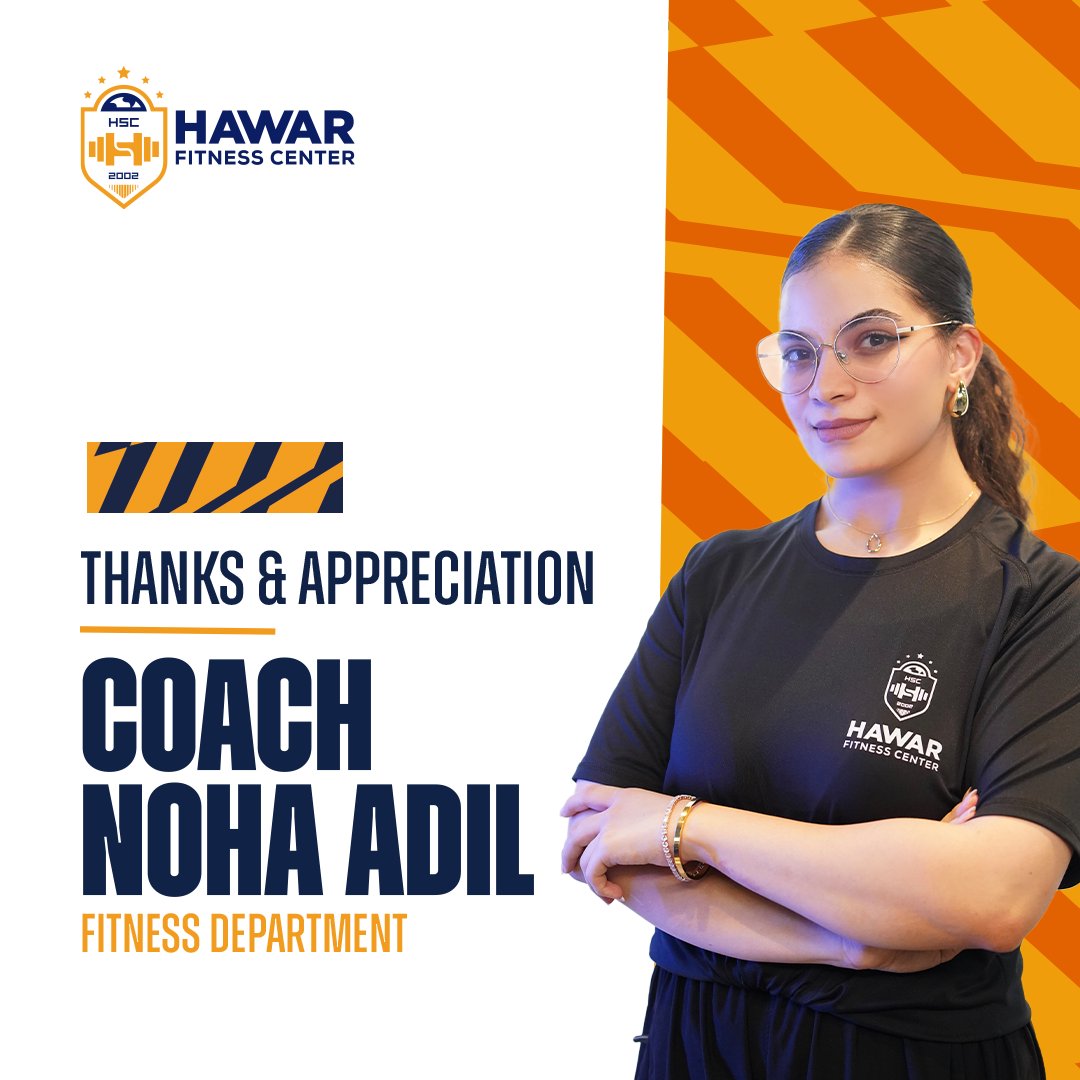 HSC
2002
HAWAR
FITNESS CENTER
THANKS & APPRECIATION
COACH
NOHA ADIL
FITNESS DEPARTMENT
HSC
2002
HAWAR
FITNESS CENTER